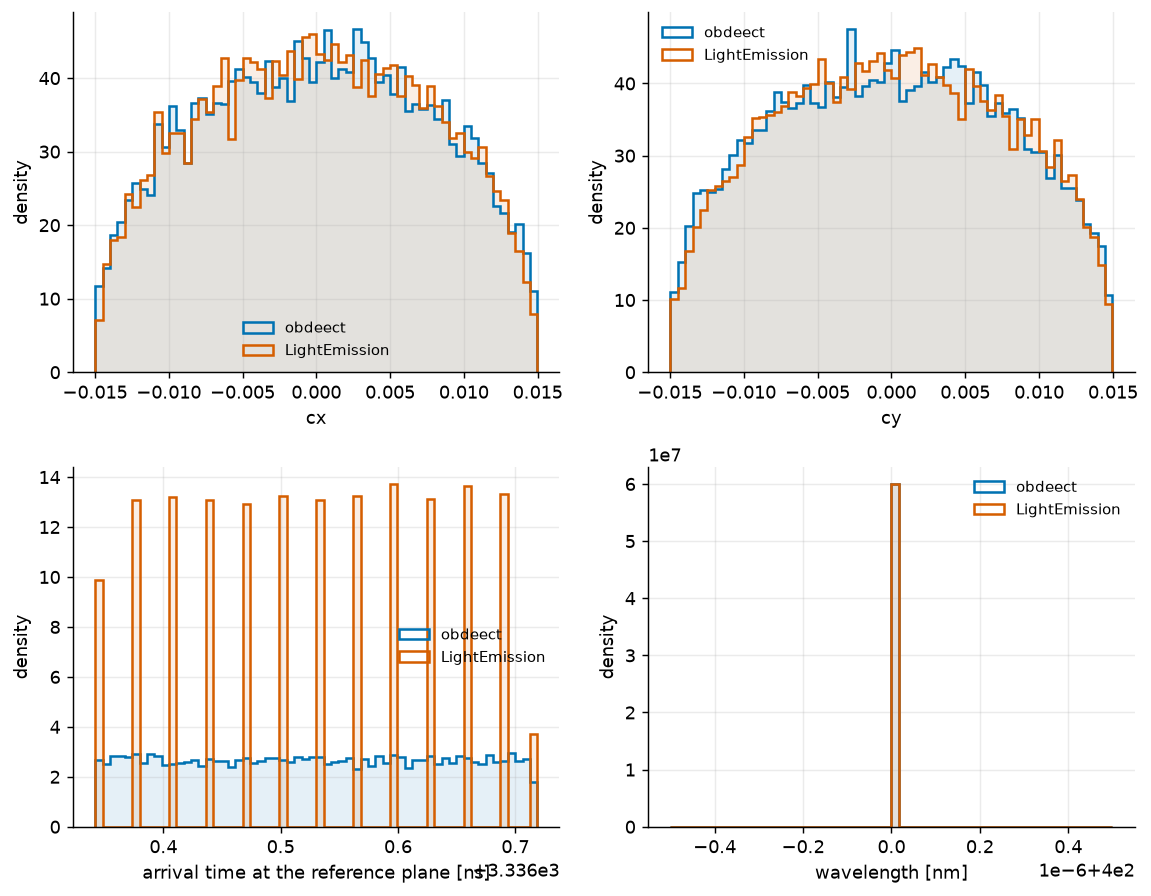 obdeect
LightEmission
density
40
30
20
10
0
−0.015
−0.010
−0.005
0.000
0.005
0.010
0.015
cx
obdeect
LightEmission
density
40
30
20
10
0
−0.015
−0.010
−0.005
0.000
0.005
0.010
0.015
cy
14
12
10
8
6
4
2
0
density
obdeect
LightEmission
0.4
0.5
0.6
0.7
+3.336e3
arrival time at the reference plane [ns]
1e7
6
5
4
3
2
1
0
density
obdeect
LightEmission
−0.4
−0.2
0.0
0.2
0.4
1e−6+4e2
wavelength [nm]